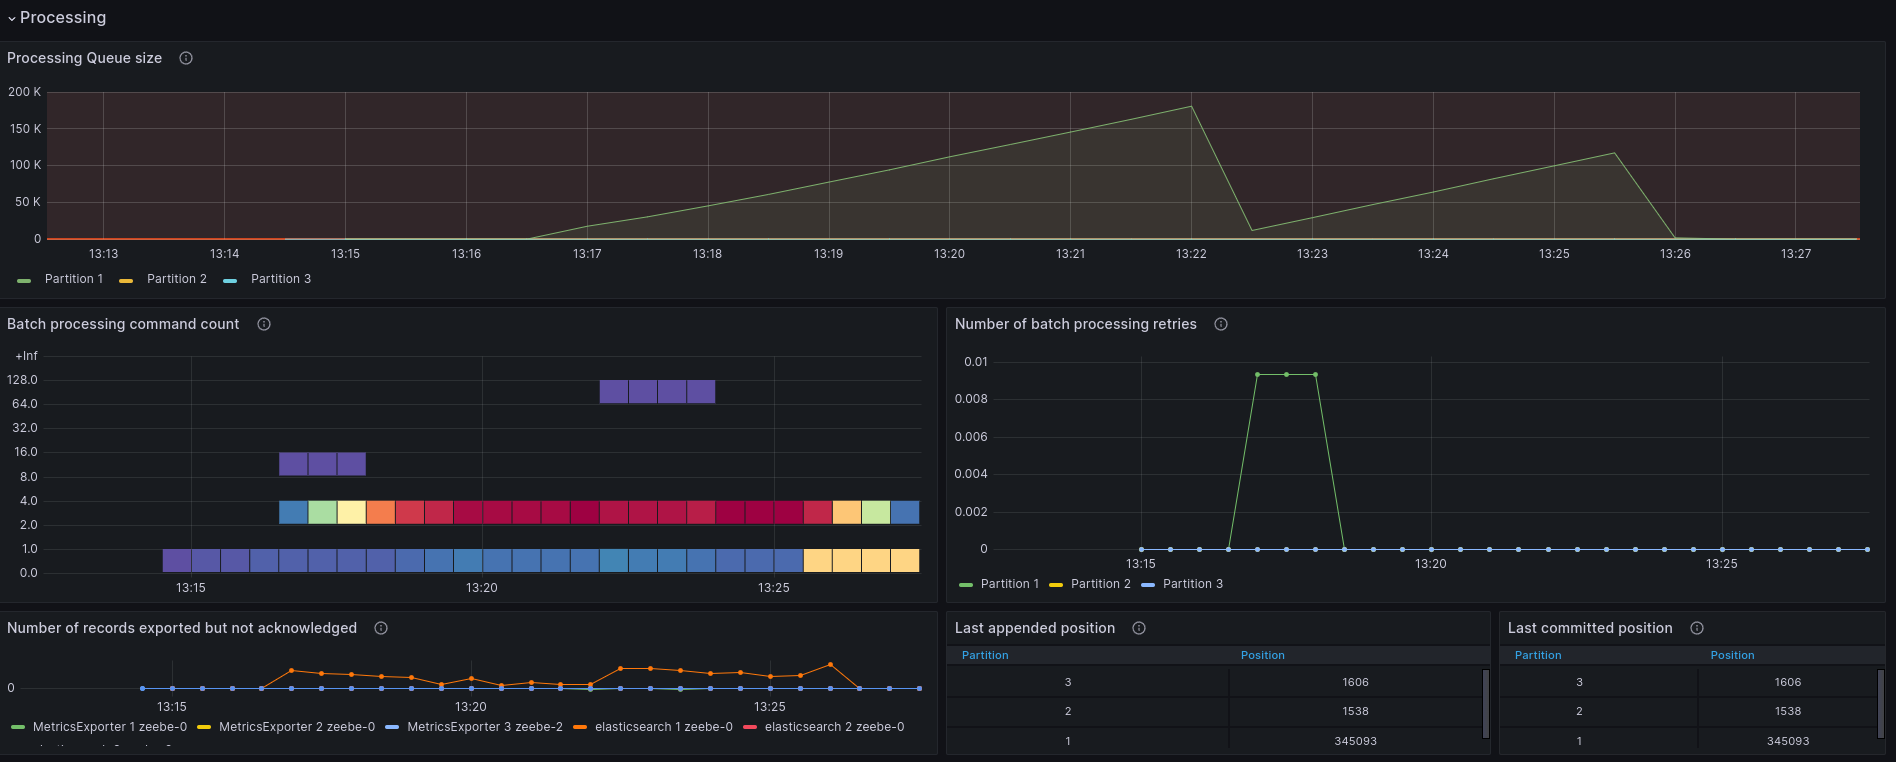 Processing
Processing Queue size
200 K
150 K
100 K
50 K
0
13:13 13:14 13:15 13:16 13:17 13:18 13:19 13:20 13:21 13:22 13:23 13:24 13:25 13:26 13:27
Partition 1 Partition 2 Partition 3
Batch processing command count
+Inf
128.0
64.0
32.0
16.0
8.0
4.0
2.0
1.0
0.0
13:15 13:20 13:25
Number of batch processing retries
0.01
0.008
0.006
0.004
0.002
0
13:15 13:20 13:25
Partition 1 Partition 2 Partition 3
Number of records exported but not acknowledged
0
13:15 13:20 13:25
MetricsExporter 1 zeebe-0 MetricsExporter 2 zeebe-0 MetricsExporter 3 zeebe-2 elasticsearch 1 zeebe-0 elasticsearch 2 zeebe-0
Last appended position
Partition Position
3 1606
2 1538
1 345093
Last committed position
Partition Position
3 1606
2 1538
1 345093